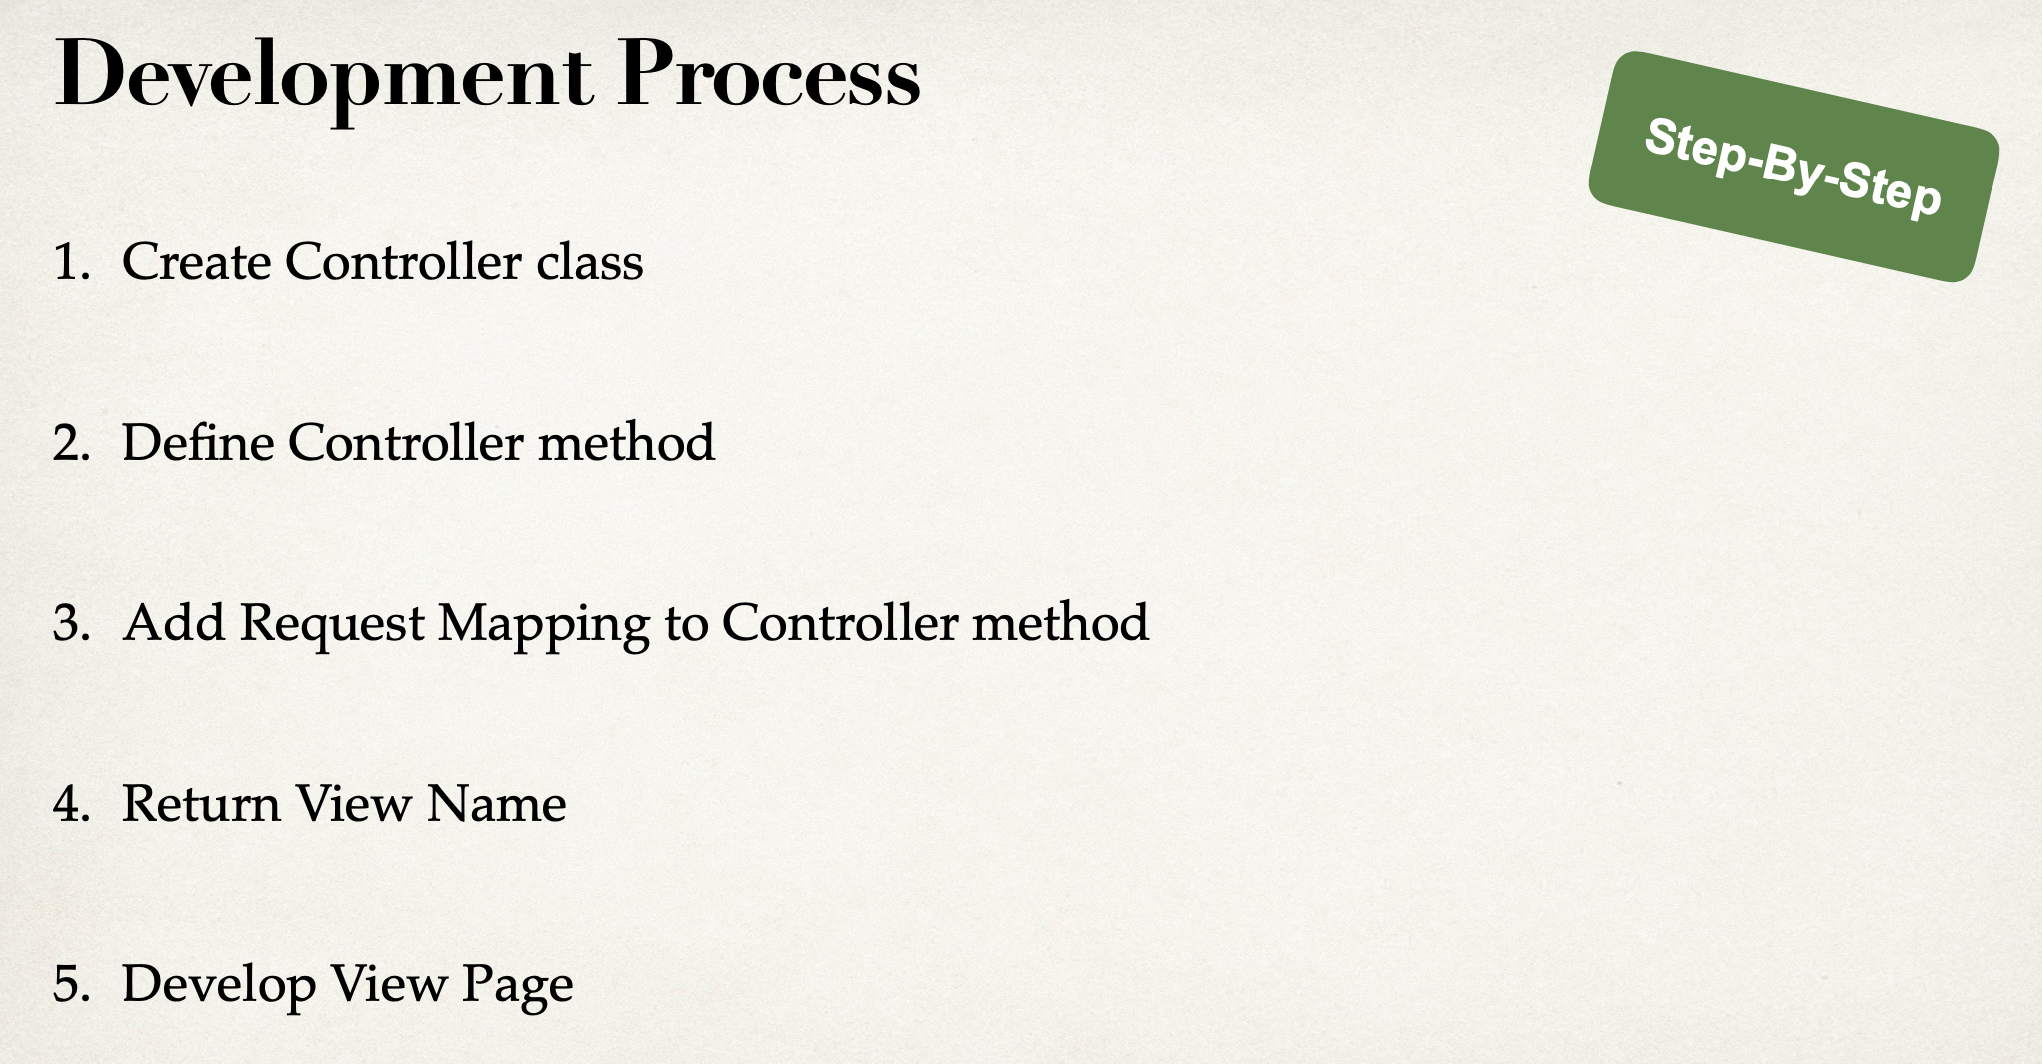 Development Process
Step-By-Step
1. Create Controller class
2. Define Controller method
3. Add Request Mapping to Controller method
4. Return View Name
5. Develop View Page